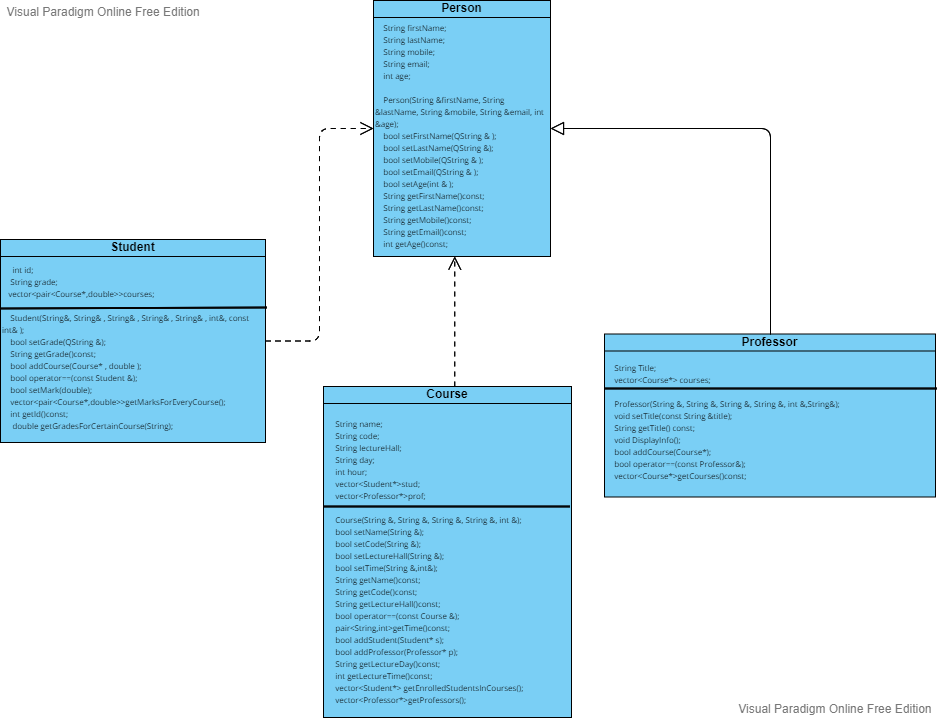 Visual Paradigm Online Free Edition
Person
String firstName;
String lastName;
String mobile;
String email;
int age;
Person(String &firstName, String
&lastName, String &mobile, String &email, int
&age);
bool setFirstName(QString & );
bool setLastName(QString &);
bool setMobile(QString & );
bool setEmail(QString & );
bool setAge(int & );
String getFirstName()const;
String getLastName()const;
String getMobile()const;
String getEmail()const;
int getAge()const;
Student
int id;
String grade;
vector<pair<Course*,double>>courses;
Student(String&, String& , String& , String& , String& , int&, const
int& );
bool setGrade(QString &);
String getGrade()const;
bool addCourse(Course* , double );
bool operator==(const Student &);
bool setMark(double);
vector<pair<Course*,double>>getMarksForEveryCourse();
int getId()const;
double getGradesForCertainCourse(String);
Course
String name;
String code;
String lectureHall;
String day;
int hour;
vector<Student*>stud;
vector<Professor*>prof;
Course(String &, String &, String &, String &, int &);
bool setName(String &);
bool setCode(String &);
bool setLectureHall(String &);
bool setTime(String &,int&);
String getName()const;
String getCode()const;
String getLectureHall()const;
bool operator==(const Course &);
pair<String,int>getTime()const;
bool addStudent(Student* s);
bool addProfessor(Professor* p);
String getLectureDay()const;
int getLectureTime()const;
vector<Student*> getEnrolledStudentsInCourses();
vector<Professor*>getProfessors();
Professor
String Title;
vector<Course*> courses;
Professor(String &, String &, String &, String &, int &,String&);
void setTitle(const String &title);
String getTitle() const;
void DisplayInfo();
bool addCourse(Course*);
bool operator==(const Professor&);
vector<Course*>getCourses()const;
Visual Paradigm Online Free Edition